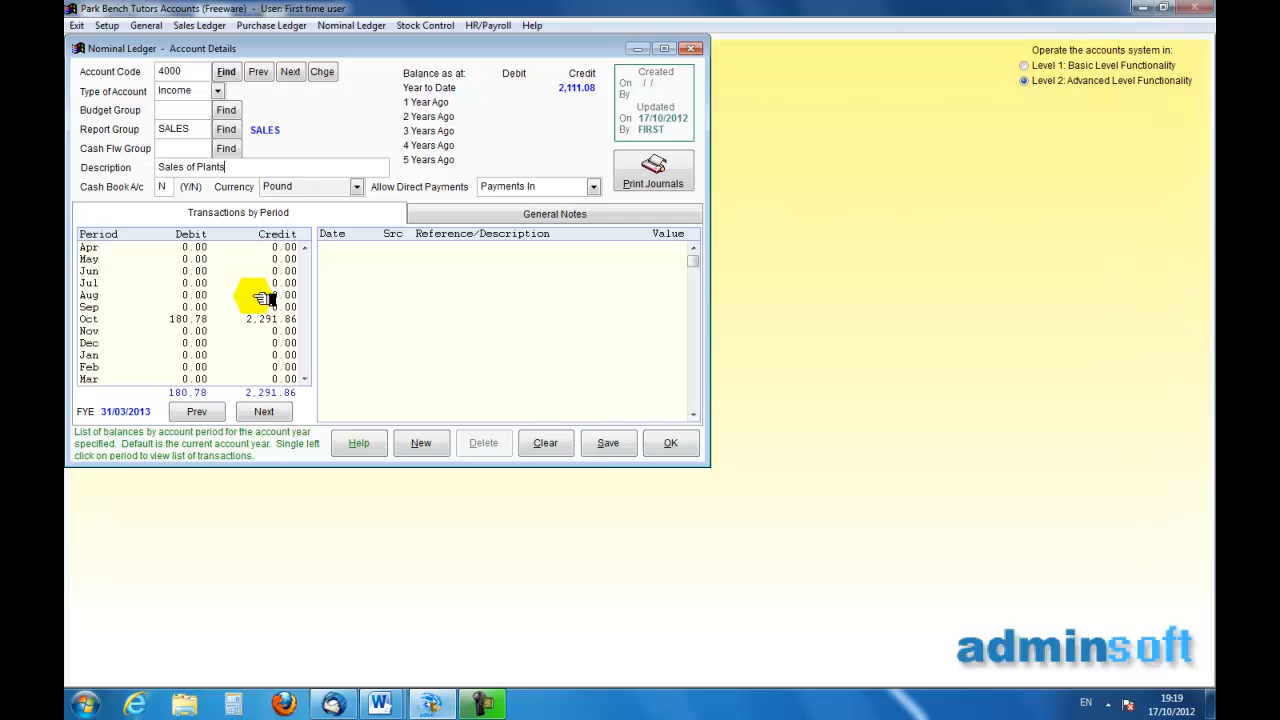 Park Bench Tutors Accounts (Freeware) - User: First time user
Exit Setup General Sales Ledger Purchase Ledger Nominal Ledger Stock Control HR/Payroll Help
Operate the accounts system in:
Level 1: Basic Level Functionality
Level 2: Advanced Level Functionality
Nominal Ledger - Account Details
Account Code 4000 Find Prev Next Chge
Type of Account Income
Budget Group Find
Report Group SALES Find SALES
Cash Flw Group Find
Description Sales of Plants
Cash Book A/c N (Y/N) Currency Pound Allow Direct Payments Payments In
Balance as at: Debit Credit
Year to Date 2,111.08
1 Year Ago
2 Years Ago
3 Years Ago
4 Years Ago
5 Years Ago
Created
On / /
By
Updated
On 17/10/2012
By FIRST
Print Journals
Transactions by Period General Notes
Period Debit Credit
Apr 0.00 0.00
May 0.00 0.00
Jun 0.00 0.00
Jul 0.00 0.00
Aug 0.00 .00
Sep 0.00 0.00
Oct 180.78 2,291.86
Nov 0.00 0.00
Dec 0.00 0.00
Jan 0.00 0.00
Feb 0.00 0.00
Mar 0.00 0.00
180.78 2,291.86
Date Src Reference/Description Value
FYE 31/03/2013 Prev Next
List of balances by account period for the account year
specified. Default is the current account year. Single left
click on period to view list of transactions.
Help New Delete Clear Save OK
adminsoft
EN 19:19
17/10/2012